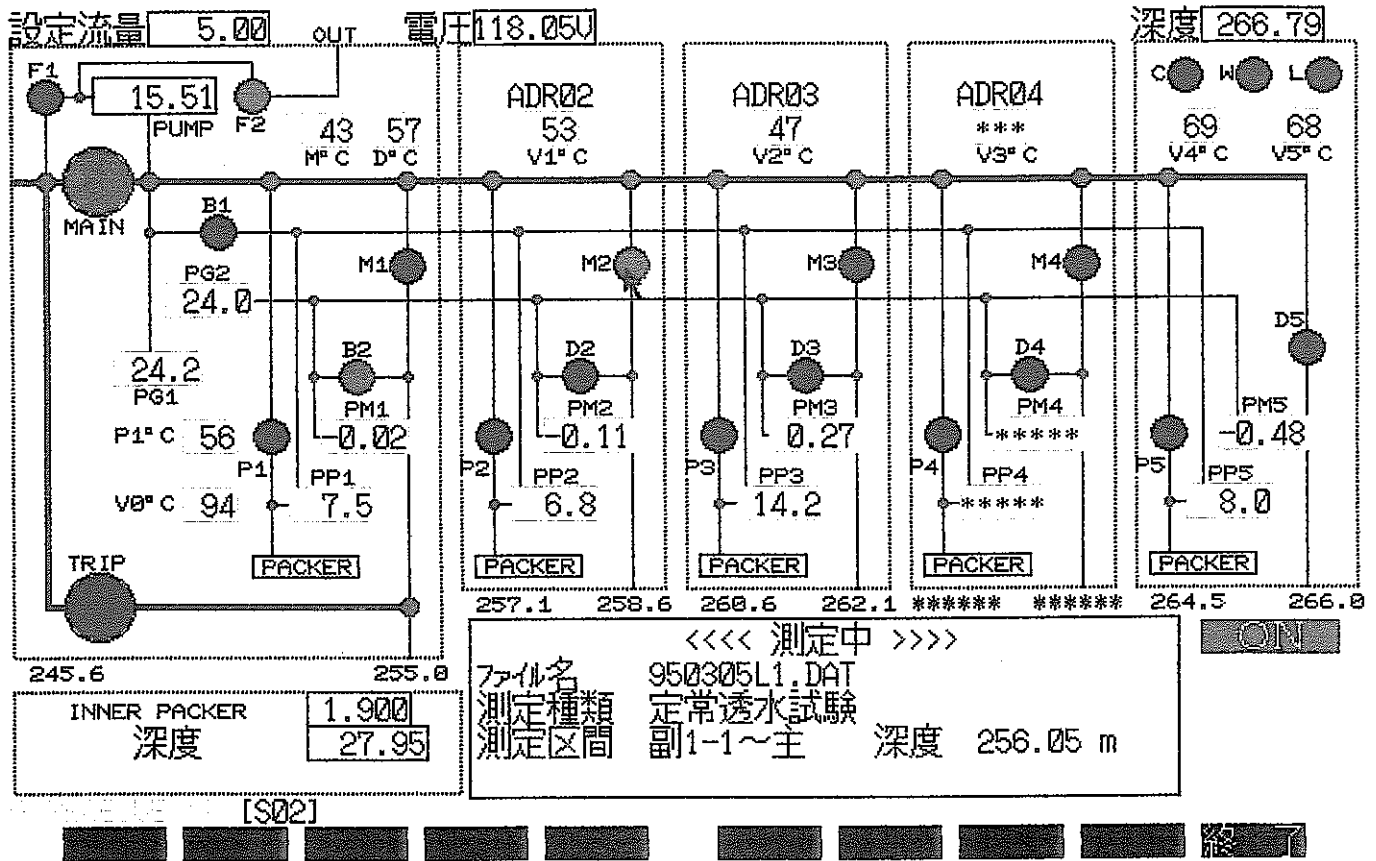 設定流量 5.00 OUT 電圧 118.05V 深度 266.79
F1 15.51 PUMP F2
43 M°C 57 D°C
ADR02
53
V1°C
ADR03
47
V2°C
ADR04
***
V3°C
C W L
69 V4°C 68 V5°C
MAIN
B1
PG2
24.0
M1 M2 M3 M4
24.2
PG1
B2 D2 D3 D4 D5
PM1
-0.02
PM2
-0.11
PM3
0.27
PM4
*****
PM5
-0.48
P1°C 56
P1 P2 P3 P4 P5
V0°C 94
PP1
7.5
PP2
6.8
PP3
14.2
PP4
*****
PP5
8.0
PACKER PACKER PACKER PACKER PACKER
TRIP
257.1 258.6 260.6 262.1 ****** ****** 264.5 266.0
245.6 255.0
ON
<<<< 測定中 >>>>
ファイル名 950305L1.DAT
測定種類 定常透水試験
測定区間 副1-1～主 深度 256.05 m
INNER PACKER 1.900
深度 27.95
[S02]
終 了